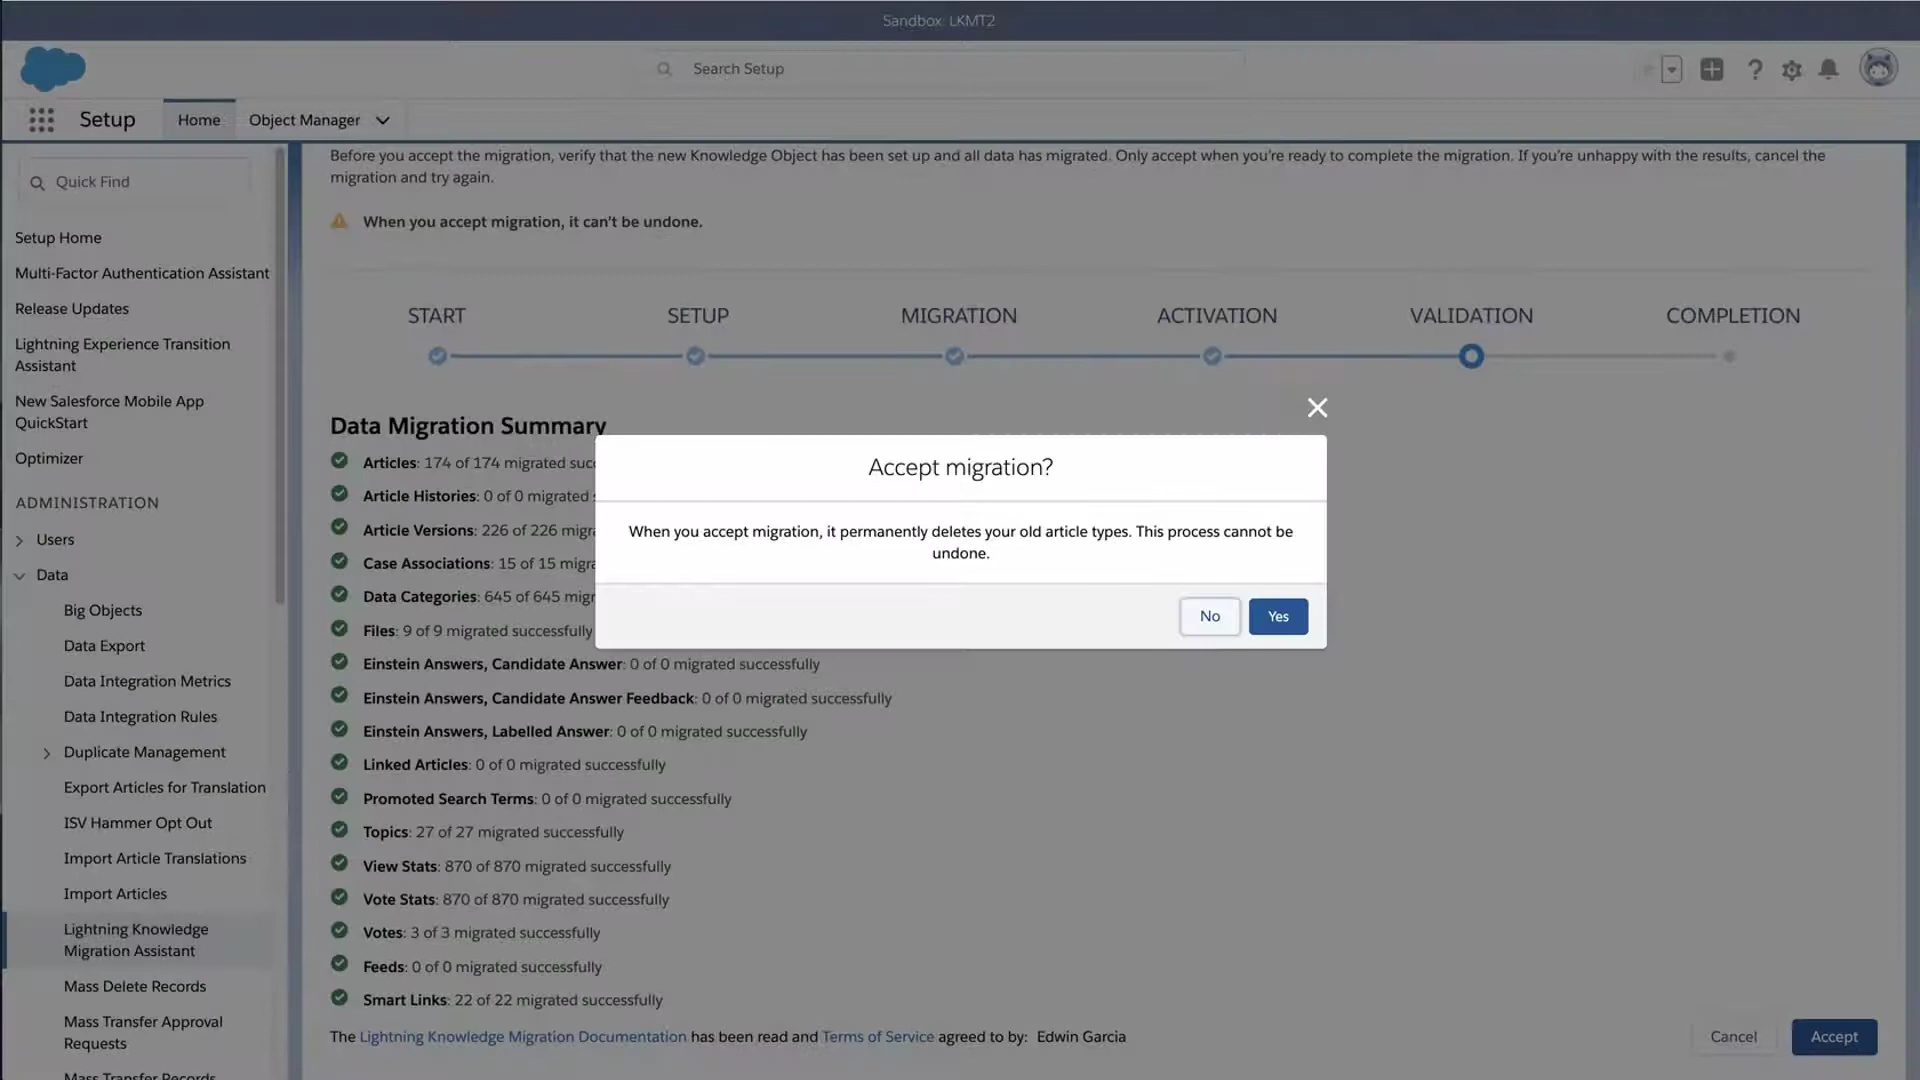 Sandbox: LKMT2
Search Setup
Setup
Home
Object Manager
Quick Find
Setup Home
Multi-Factor Authentication Assistant
Release Updates
Lightning Experience Transition
Assistant
New Salesforce Mobile App
QuickStart
Optimizer
ADMINISTRATION
Users
Data
Big Objects
Data Export
Data Integration Metrics
Data Integration Rules
Duplicate Management
Export Articles for Translation
ISV Hammer Opt Out
Import Article Translations
Import Articles
Lightning Knowledge
Migration Assistant
Mass Delete Records
Mass Transfer Approval
Requests
Mass Transfer Records
Before you accept the migration, verify that the new Knowledge Object has been set up and all data has migrated. Only accept when you're ready to complete the migration. If you're unhappy with the results, cancel the
migration and try again.
When you accept migration, it can't be undone.
START
SETUP
MIGRATION
ACTIVATION
VALIDATION
COMPLETION
Data Migration Summary
Articles: 174 of 174 migrated suc
Article Histories: 0 of 0 migrated
Article Versions: 226 of 226 migr
Case Associations: 15 of 15 migra
Data Categories: 645 of 645 migr
Files: 9 of 9 migrated successfully
Einstein Answers, Candidate Answer: 0 of 0 migrated successfully
Einstein Answers, Candidate Answer Feedback: 0 of 0 migrated successfully
Einstein Answers, Labelled Answer: 0 of 0 migrated successfully
Linked Articles: 0 of 0 migrated successfully
Promoted Search Terms: 0 of 0 migrated successfully
Topics: 27 of 27 migrated successfully
View Stats: 870 of 870 migrated successfully
Vote Stats: 870 of 870 migrated successfully
Votes: 3 of 3 migrated successfully
Feeds: 0 of 0 migrated successfully
Smart Links: 22 of 22 migrated successfully
The Lightning Knowledge Migration Documentation has been read and Terms of Service agreed to by: Edwin Garcia
Cancel
Accept
Accept migration?
When you accept migration, it permanently deletes your old article types. This process cannot be
undone.
No
Yes